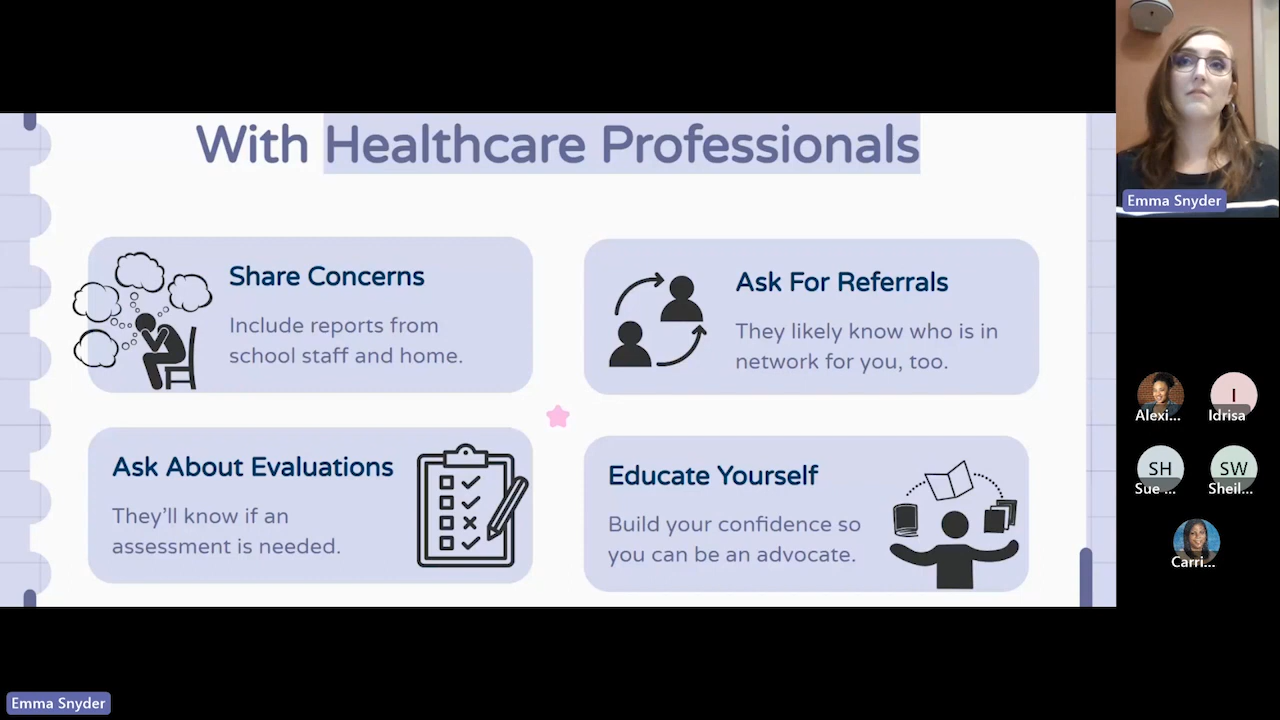 With Healthcare Professionals
Share Concerns
Include reports from
school staff and home.
Ask For Referrals
They likely know who is in
network for you, too.
Ask About Evaluations
They'll know if an
assessment is needed.
Educate Yourself
Build your confidence so
you can be an advocate.
Emma Snyder
Alexi...
I
Idrisa
SH
Sue ...
SW
Sheil...
Carri...
Emma Snyder